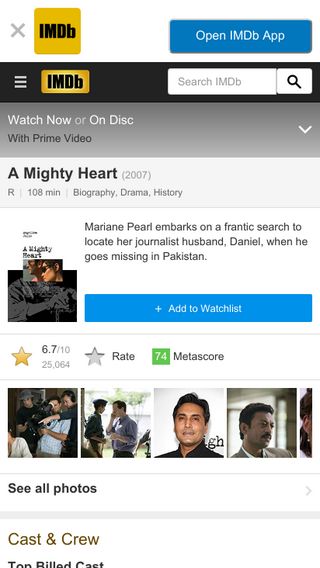 IMDb
Open IMDb App
IMDb
Search IMDb
Watch Now or On Disc
With Prime Video
A Mighty Heart (2007)
R | 108 min | Biography, Drama, History
A Mighty
Heart
Mariane Pearl embarks on a frantic search to
locate her journalist husband, Daniel, when he
goes missing in Pakistan.
+ Add to Watchlist
6.7/10
25,064
Rate
74 Metascore
See all photos
Cast & Crew
Top Billed Cast